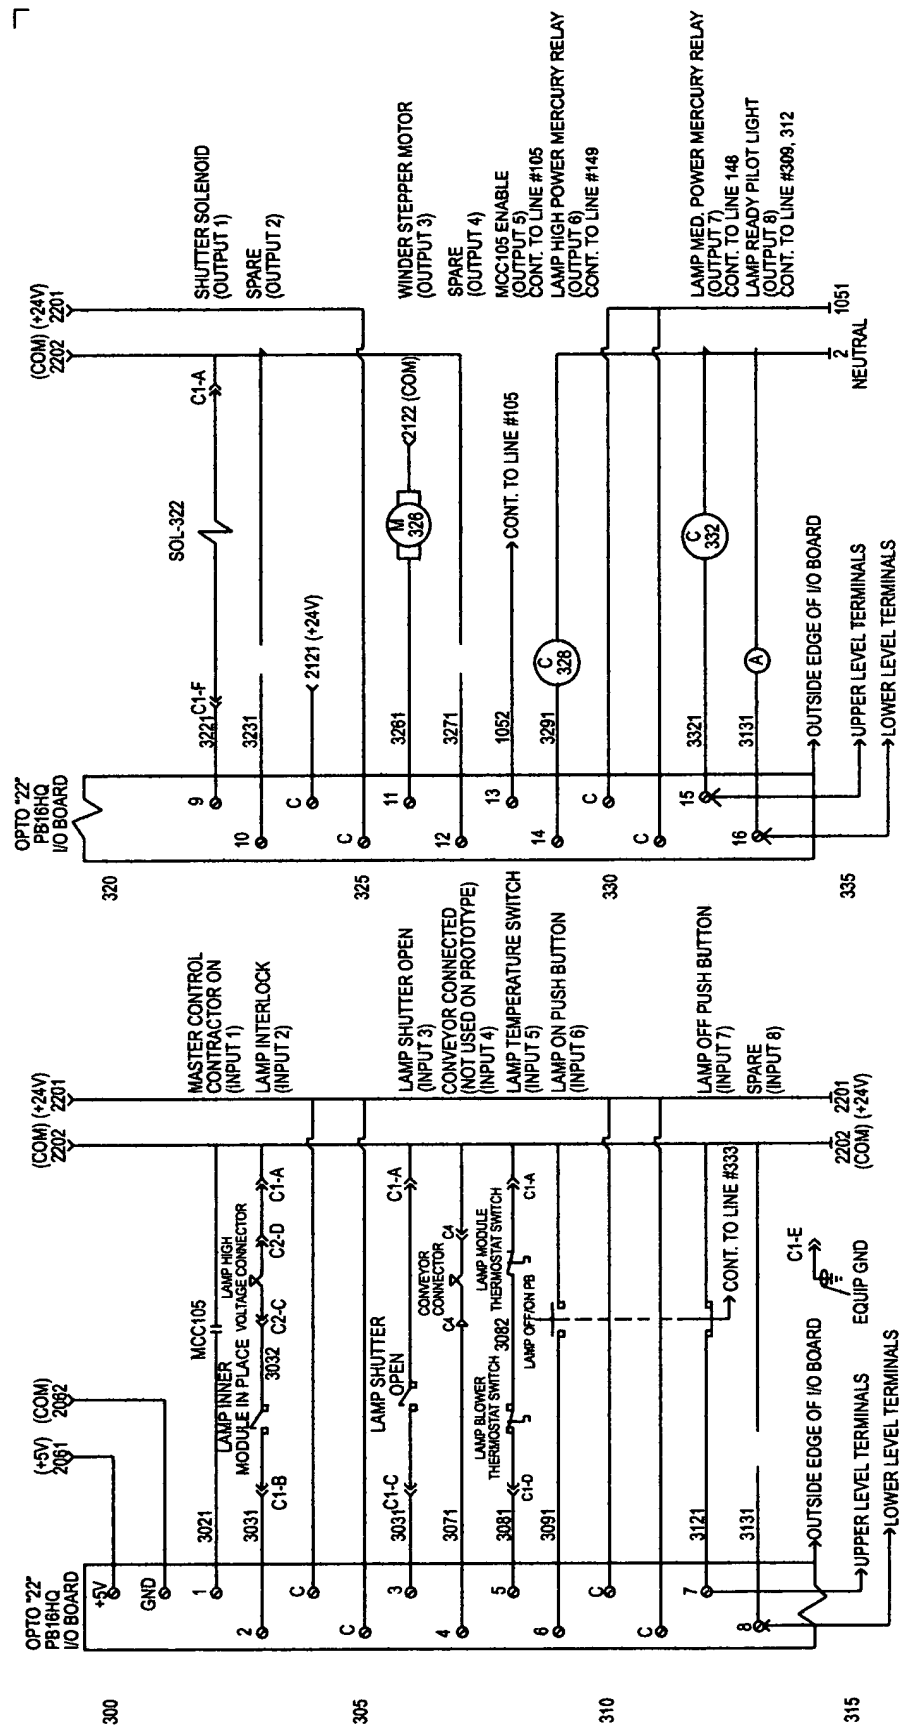 OPTO "22"
PB16HQ
I/O BOARD
(+5V)
2061
(COM)
2062
(COM) (+24V)
2202 2201
300
+5V
GND
1
3021
MCC105
MASTER CONTROL
CONTRACTOR ON
(INPUT 1)
LAMP INNER
MODULE IN PLACE
LAMP HIGH
VOLTAGE CONNECTOR
2
3031
C1-B
3032
C2-C
C2-D
C1-A
LAMP INTERLOCK
(INPUT 2)
C
305
C
LAMP SHUTTER
OPEN
3
3031
C1-C
C1-A
LAMP SHUTTER OPEN
(INPUT 3)
CONVEYOR
CONNECTOR
4
3071
C4
C4
CONVEYOR CONNECTED
(NOT USED ON PROTOTYPE)
(INPUT 4)
LAMP BLOWER
THERMOSTAT SWITCH
3082
LAMP MODULE
THERMOSTAT SWITCH
5
3081
C1-D
C1-A
LAMP TEMPERATURE SWITCH
(INPUT 5)
LAMP OFF/ON PB
6
3091
LAMP ON PUSH BUTTON
(INPUT 6)
310
C
C
7
3121
LAMP OFF PUSH BUTTON
(INPUT 7)
CONT. TO LINE #333
8
3131
SPARE
(INPUT 8)
2202 2201
(COM) (+24V)
C1-E
EQUIP GND
OUTSIDE EDGE OF I/O BOARD
UPPER LEVEL TERMINALS
LOWER LEVEL TERMINALS
315
OPTO "22"
PB16HQ
I/O BOARD
(COM) (+24V)
2202 2201
320
9
3221
C1-F
SOL-322
C1-A
SHUTTER SOLENOID
(OUTPUT 1)
10
3231
SPARE
(OUTPUT 2)
C
2121 (+24V)
325
C
11
3261
M
326
2122 (COM)
WINDER STEPPER MOTOR
(OUTPUT 3)
12
3271
SPARE
(OUTPUT 4)
13
1052
CONT. TO LINE #105
MCC105 ENABLE
(OUTPUT 5)
CONT. TO LINE #105
14
3291
C
328
LAMP HIGH POWER MERCURY RELAY
(OUTPUT 6)
CONT. TO LINE #149
330
C
C
15
3321
C
332
LAMP MED. POWER MERCURY RELAY
(OUTPUT 7)
CONT. TO LINE 148
16
3131
A
LAMP READY PILOT LIGHT
(OUTPUT 8)
CONT. TO LINE #309, 312
2
NEUTRAL
1051
OUTSIDE EDGE OF I/O BOARD
UPPER LEVEL TERMINALS
LOWER LEVEL TERMINALS
335